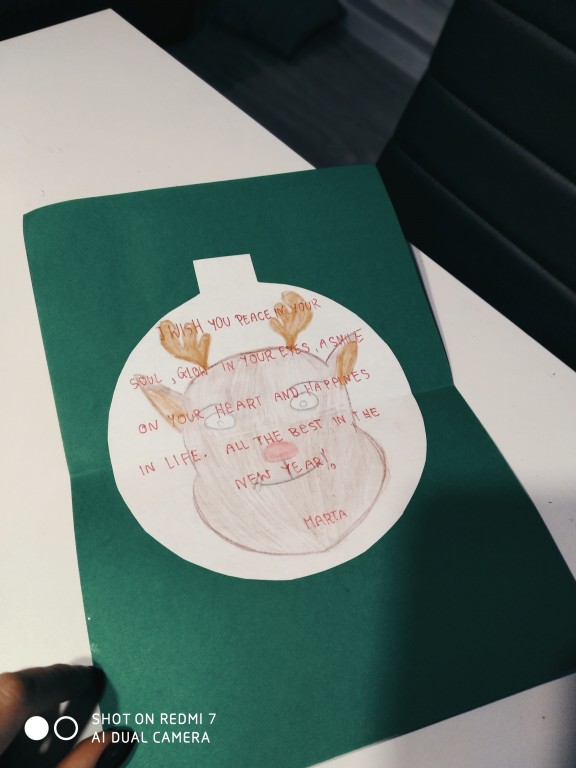 I WISH YOU PEACE IN YOUR
SOUL, GLOW IN YOUR EYES, A SMILE
ON YOUR HEART AND HAPPINES
IN LIFE. ALL THE BEST IN THE
NEW YEAR!
MARTA
SHOT ON REDMI 7
AI DUAL CAMERA